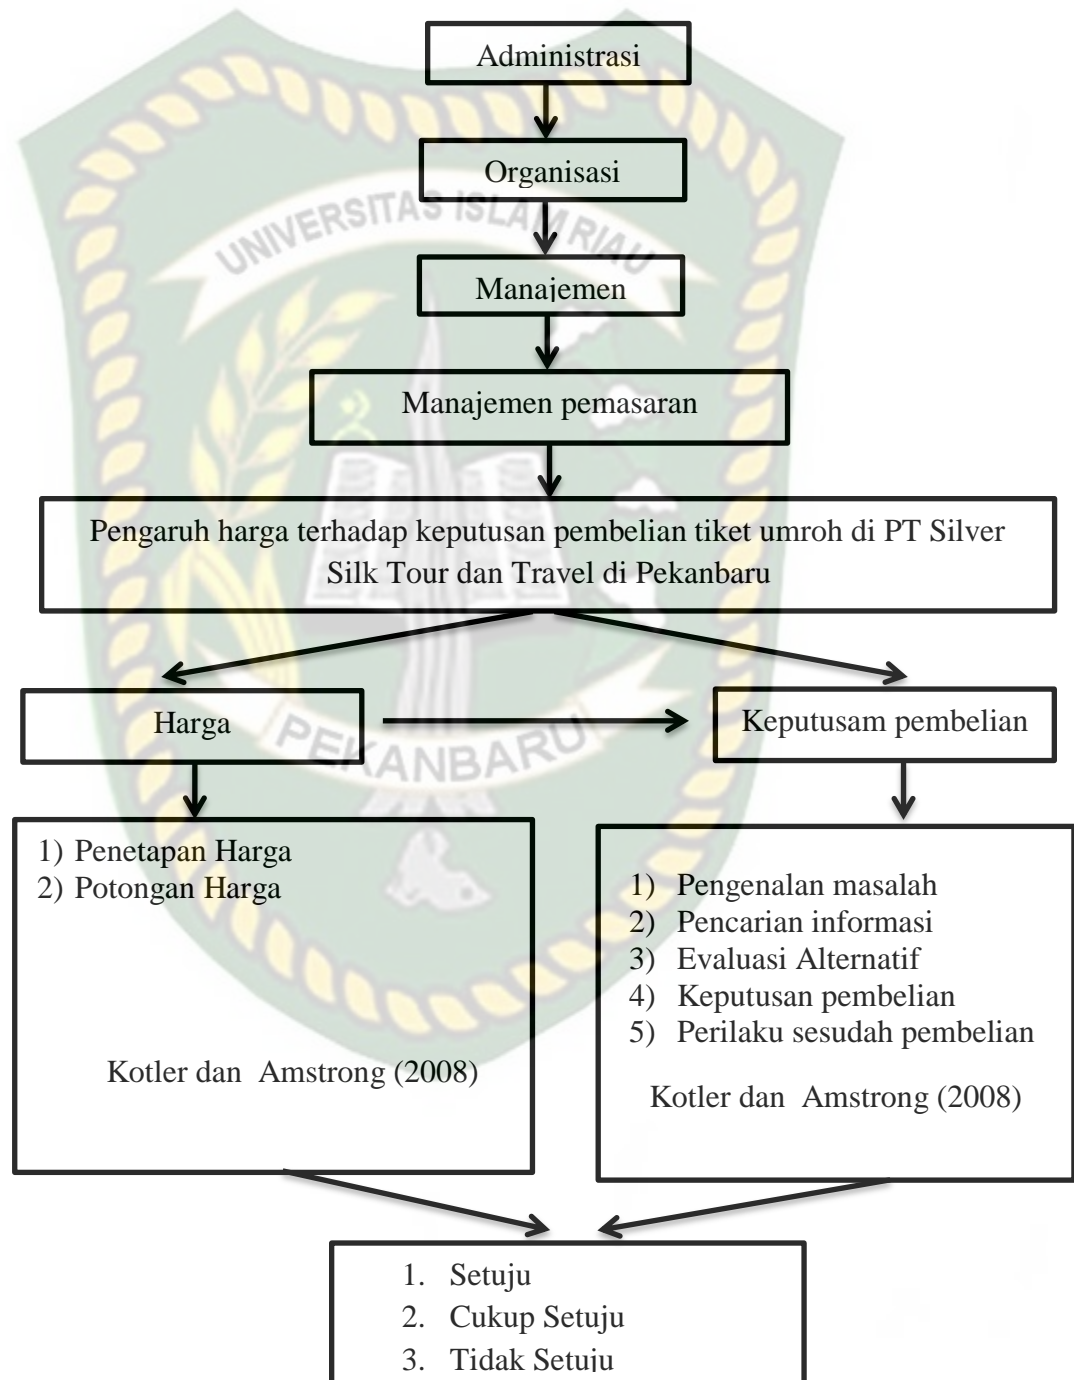 Administrasi
Organisasi
UNIVERSITAS ISLAM RIAU
Manajemen
Manajemen pemasaran
Pengaruh harga terhadap keputusan pembelian tiket umroh di PT Silver
Silk Tour dan Travel di Pekanbaru
Harga
Keputusam pembelian
PEKANBARU
1) Penetapan Harga
2) Potongan Harga
Kotler dan Amstrong (2008)
1) Pengenalan masalah
2) Pencarian informasi
3) Evaluasi Alternatif
4) Keputusan pembelian
5) Perilaku sesudah pembelian
Kotler dan Amstrong (2008)
1. Setuju
2. Cukup Setuju
3. Tidak Setuju